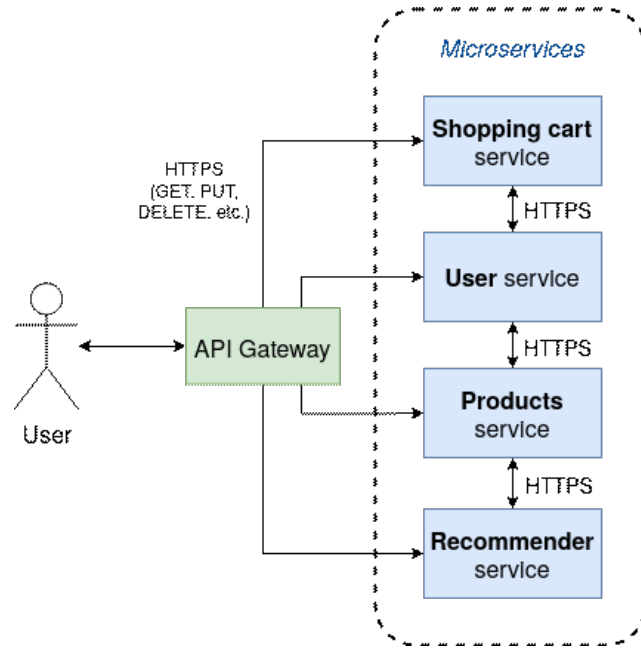 Microservices
Shopping cart
service
HTTPS
(GET, PUT,
DELETE, etc.)
HTTPS
User service
API Gateway
HTTPS
User
Products
service
HTTPS
Recommender
service